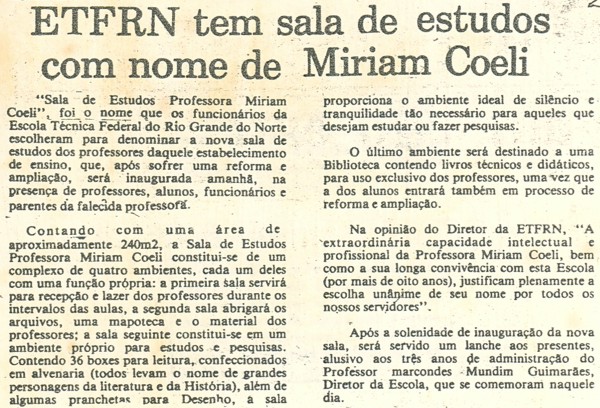 ETFRN tem sala de estudos
com nome de Miriam Coeli
"Sala de Estudos Professora Miriam
Coeli", foi o nome que os funcionários da
Escola Técnica Federal do Rio Grande do Norte
escolheram para denominar a nova sala de
estudos dos professores daquele estabelecimento
de ensino, que, após sofrer uma reforma e
ampliação, será inaugurada amanhã, na
presença de professores, alunos, funcionários e
parentes da falecida professora.
Contando com uma área de
aproximadamente 240m2, a Sala de Estudos
Professora Miriam Coeli constitui-se de um
complexo de quatro ambientes, cada um deles
com uma função própria: a primeira sala servirá
para recepção e lazer dos professores durante os
intervalos das aulas, a segunda sala abrigará os
arquivos, uma mapoteca e o material dos
professores; a sala seguinte constitui-se em um
ambiente próprio para estudos e pesquisas.
Contendo 36 boxes para leitura, confeccionados
em alvenaria (todos levam o nome de grandes
personagens da literatura e da História), além de
algumas pranchetas para Desenho, a sala
proporciona o ambiente ideal de silêncio e
tranquilidade tão necessário para aqueles que
desejam estudar ou fazer pesquisas.
O último ambiente será destinado a uma
Biblioteca contendo livros técnicos e didáticos,
para uso exclusivo dos professores, uma vez que
a dos alunos entrará também em processo de
reforma e ampliação.
Na opinião do Diretor da ETFRN, "A
extraordinária capacidade intelectual e
profissional da Professora Miriam Coeli, bem
como a sua longa convivência com esta Escola
(por mais de oito anos), justificam plenamente a
escolha unânime de seu nome por todos os
nossos servidores".
Após a solenidade de inauguração da nova
sala, será servido um lanche aos presentes,
alusivo aos três anos de administração do
Professor marcondes Mundim Guimarães,
Diretor da Escola, que se comemoram naquele
dia.